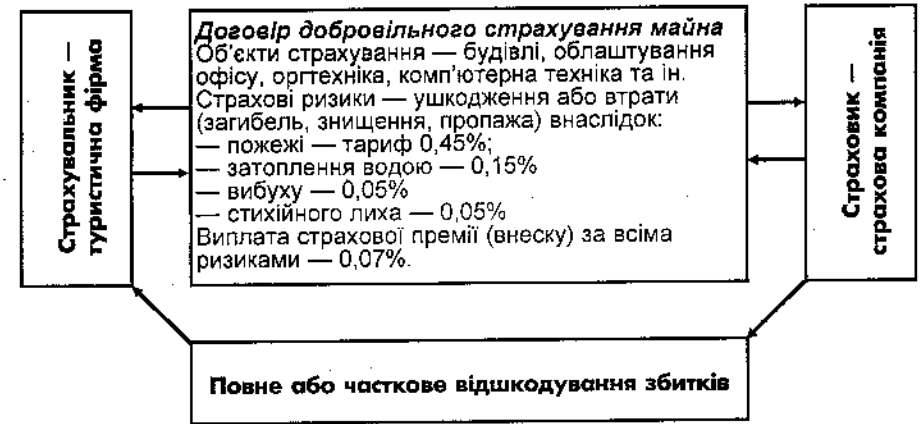 Страхувальник —
туристична фірма
Договір добровільного страхування майна
Об'єкти страхування — будівлі, облаштування
офісу, оргтехніка, комп'ютерна техніка та ін.
Страхові ризики — ушкодження або втрати
(загибель, знищення, пропажа) внаслідок:
— пожежі — тариф 0,45%;
— затоплення водою — 0,15%
— вибуху — 0,05%
— стихійного лиха — 0,05%
Виплата страхової премії (внеску) за всіма
ризиками — 0,07%.
Страховик —
страхова компанія
Повне або часткове відшкодування збитків